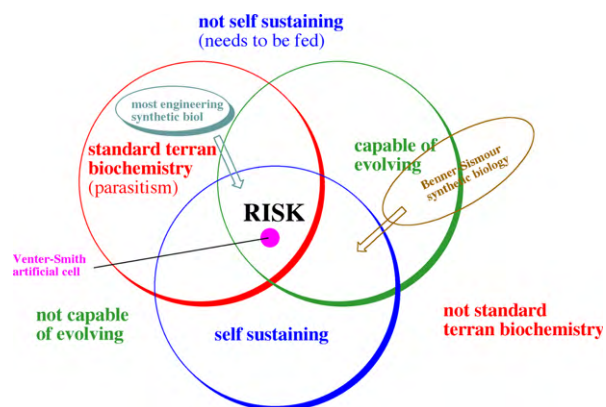 not self sustaining
(needs to be fed)
most engineering
synthetic biol
standard terran
biochemistry
(parasitism)
capable of
evolving
Benner-Sismour
synthetic biology
RISK
Venter-Smith
artificial cell
not capable
of evolving
self sustaining
not standard
terran biochemistry